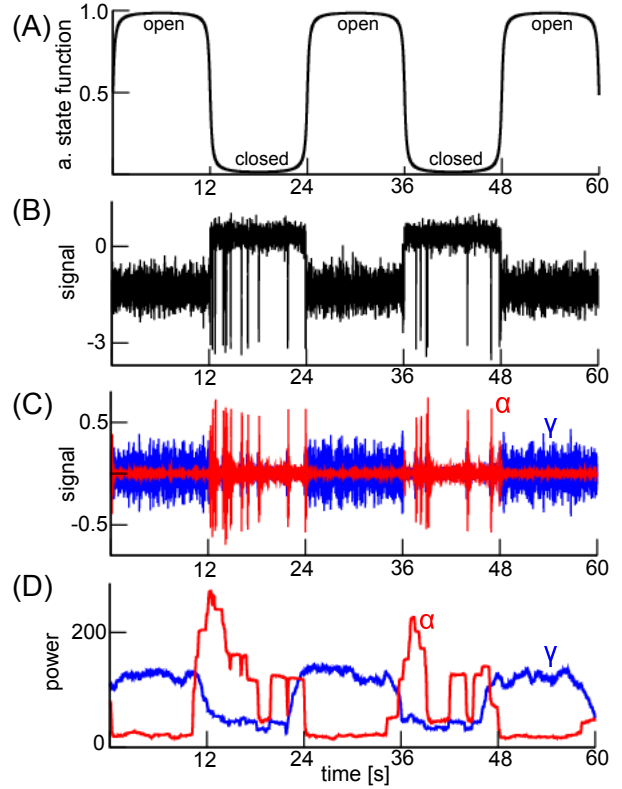 (A)
a. state function
1.0
0.5
open
open
open
closed
closed
12 24 36 48 60
(B)
signal
0
-3
12 24 36 48 60
(C)
signal
0.5
-0.5
α
γ
12 24 36 48 60
(D)
power
200
0
α
γ
12 24 36 48 60
time [s]